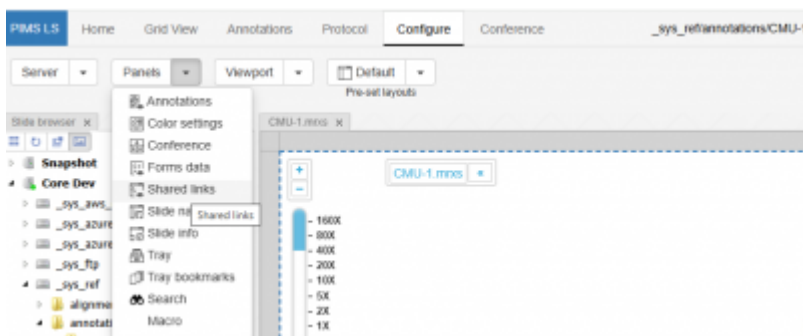 PIMS LS Home Grid View Annotations Protocol Configure Conference _sys_ref/annotations/CMU-1
Server Panels Viewport Default
Pre-set layouts
Annotations
Slide browser x Color settings CMU-1.mrxs x
Conference
Snapshot Forms data
Core Dev Shared links
CMU-1.mrxs
_sys_aws_ Slide na Shared links
_sys_azure Slide info
_sys_azure Tray
_sys_ftp Tray bookmarks
_sys_ref Search
alignme Macro
annotati
+
-
- 160X
- 80X
- 40X
- 20X
- 10X
- 5X
- 2X
- 1X